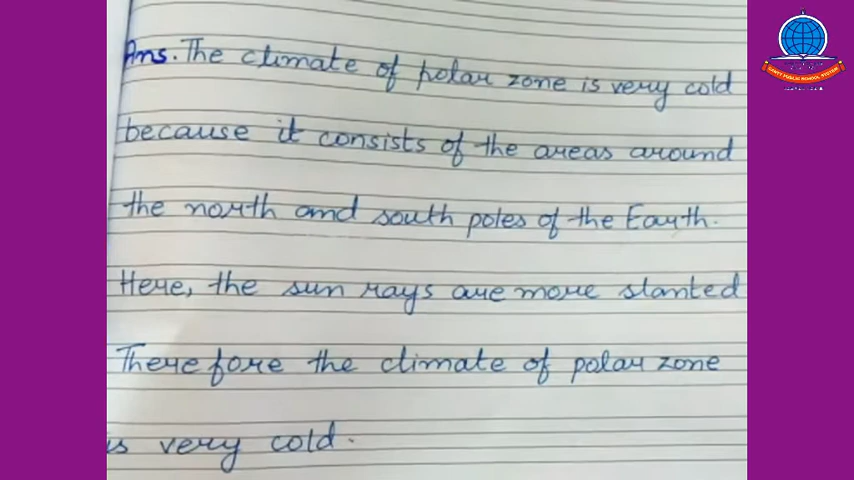 Ans. The climate of polar zone is very cold
because it consists of the areas around
the north and south poles of the Earth.
Here, the sun rays are more slanted
Therefore the climate of polar zone
is very cold.